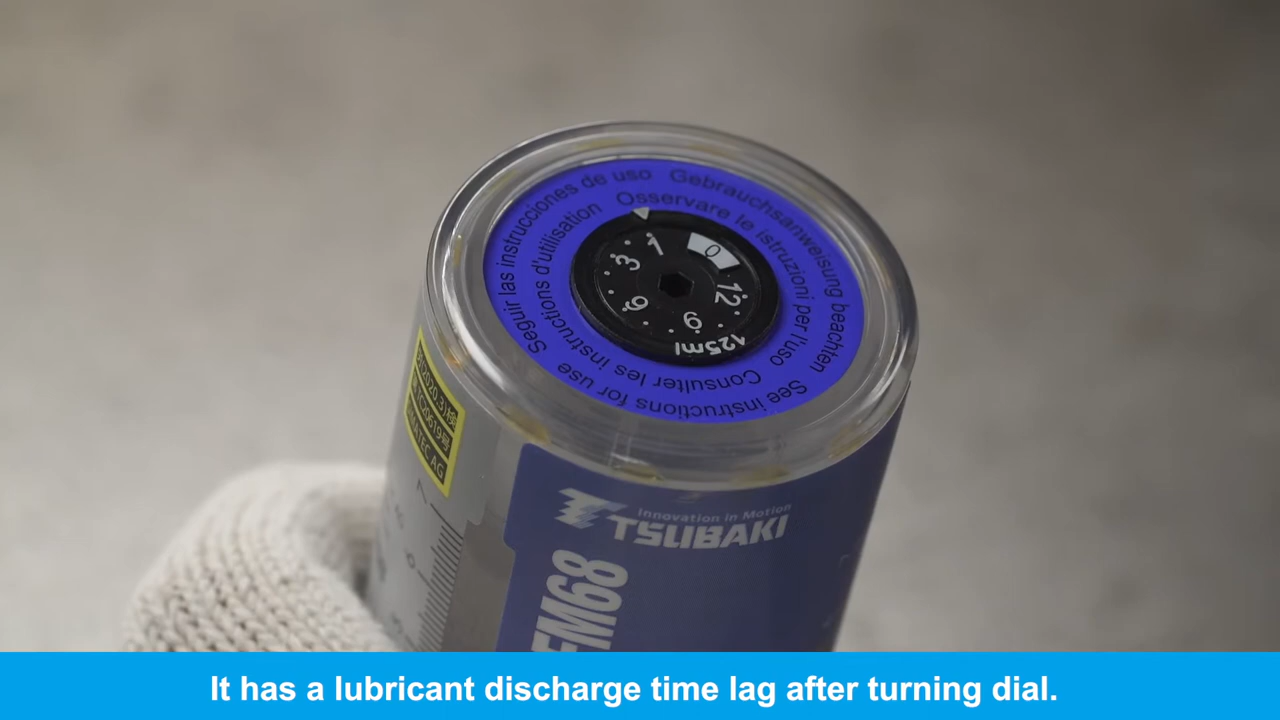 Seguir las instrucciones de uso
Gebrauchsanweisung beachten
See instructions for use
Osservare le istruzioni per l'uso
Consulter les instructions d'utilisation
0
1
3
6
9
12
125ml
Innovation in Motion
TSUBAKI
FM68
It has a lubricant discharge time lag after turning dial.